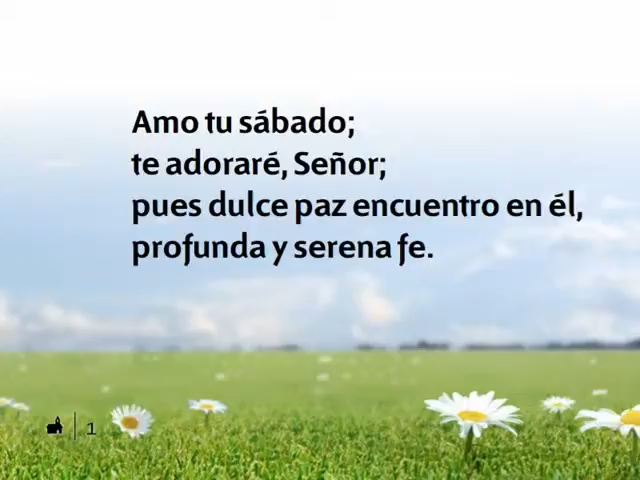 Amo tu sábado;
te adoraré, Señor;
pues dulce paz encuentro en él,
profunda y serena fe.
1